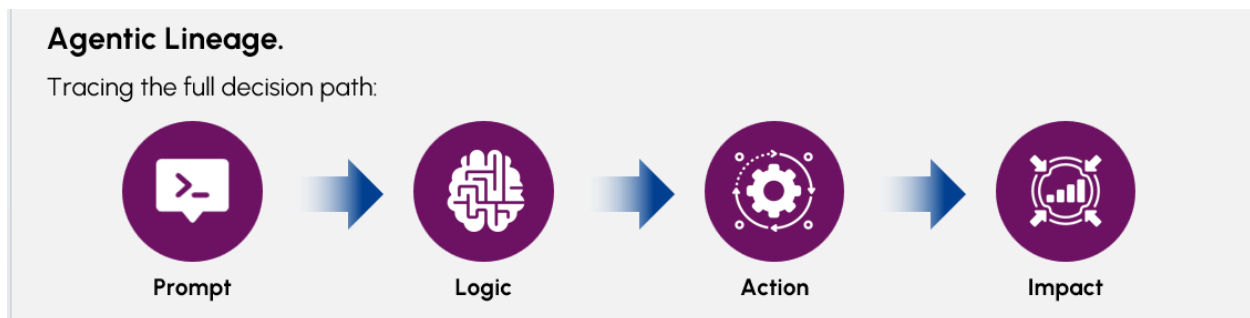 Agentic Lineage.
Tracing the full decision path:
Prompt
Logic
Action
Impact